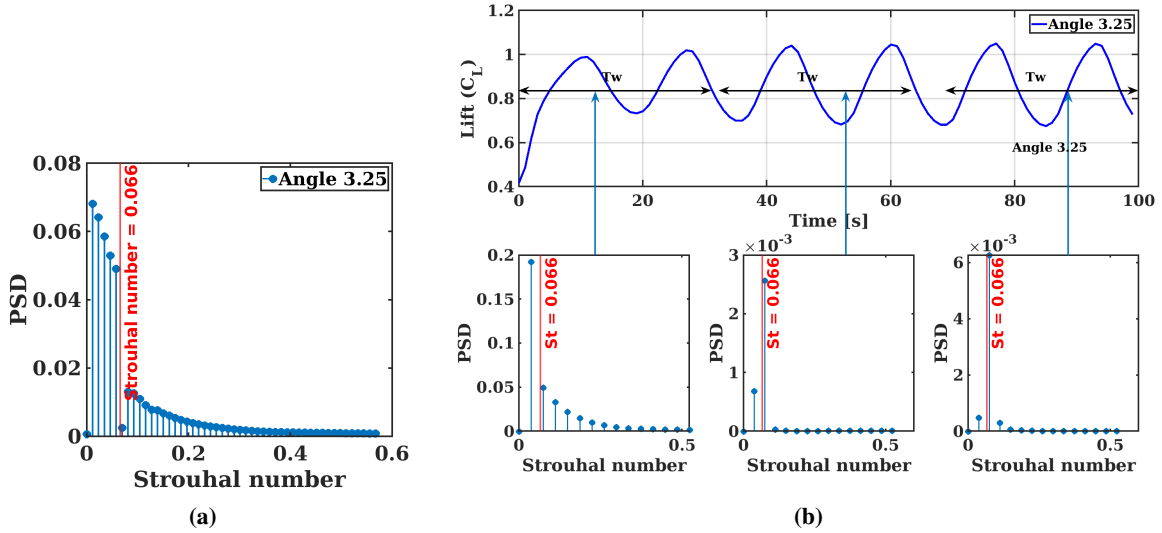 0.08
0.06
0.04
0.02
0
PSD
0
0.2
0.4
0.6
Strouhal number
Angle 3.25
Strouhal number = 0.066
(a)
1.2
1
0.8
0.6
0.4
Lift (C_L)
Angle 3.25
Tw
Tw
Tw
Angle 3.25
0
20
40
60
80
100
Time [s]
0.2
0.15
0.1
0.05
0
PSD
St = 0.066
0
0.5
Strouhal number
×10^-3
3
2
1
0
PSD
St = 0.066
0
0.5
Strouhal number
×10^-3
6
4
2
0
PSD
St = 0.066
0
0.5
Strouhal number
(b)